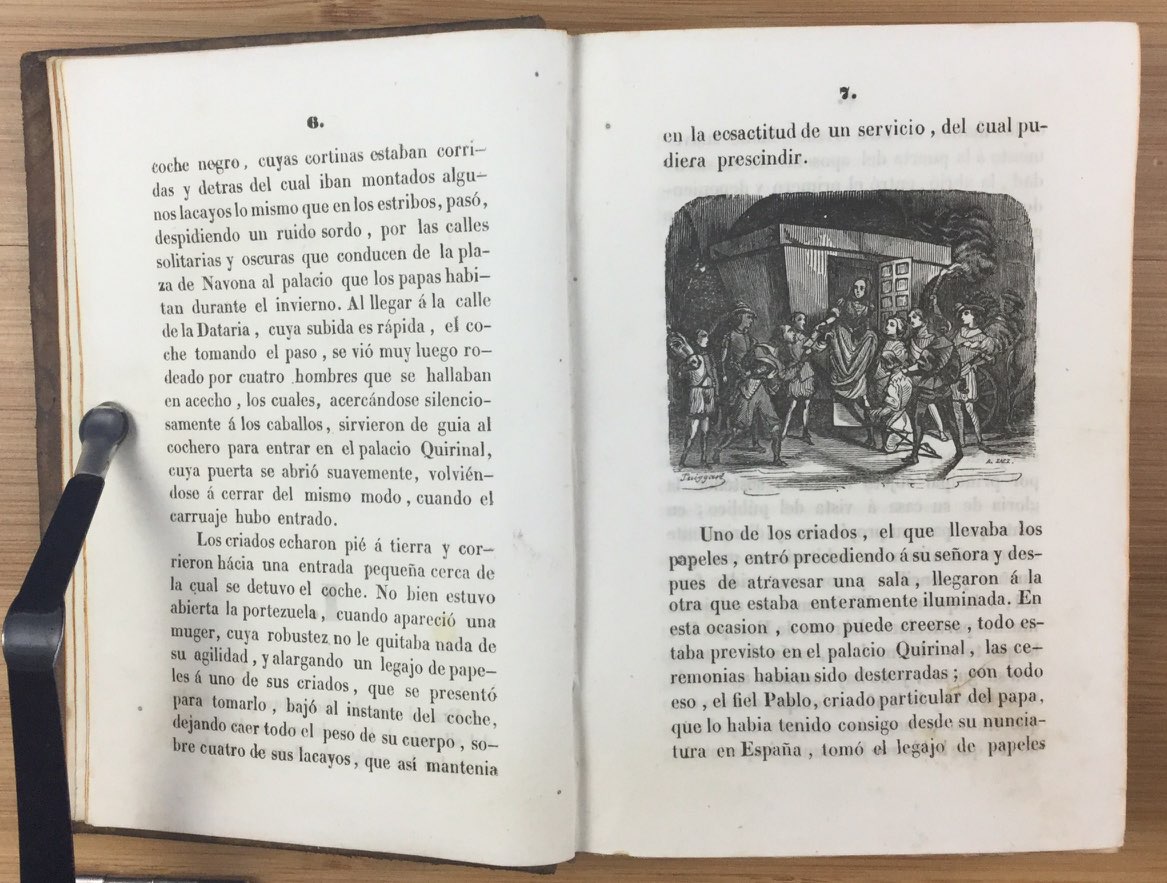 6.
coche negro, cuyas cortinas estaban corri-
das y detras del cual iban montados algu-
nos lacayos lo mismo que en los estribos, pasó,
despidiendo un ruido sordo, por las calles
solitarias y oscuras que conducen de la pla-
za de Navona al palacio que los papas habi-
tan durante el invierno. Al llegar á la calle
de la Dataria, cuya subida es rápida, el co-
che tomando el paso, se vió muy luego ro-
deado por cuatro hombres que se hallaban
en acecho, los cuales, acercándose silencio-
samente á los caballos, sirvieron de guia al
cochero para entrar en el palacio Quirinal,
cuya puerta se abrió suavemente, volvién-
dose á cerrar del mismo modo, cuando el
carruaje hubo entrado.
Los criados echaron pié á tierra y cor-
rieron hácia una entrada pequeña cerca de
la cual se detuvo el coche. No bien estuvo
abierta la portezuela, cuando apareció una
muger, cuya robustez no le quitaba nada de
su agilidad, y alargando un legajo de pape-
les á uno de sus criados, que se presentó
para tomarlo, bajó al instante del coche,
dejando caer todo el peso de su cuerpo, so-
bre cuatro de sus lacayos, que así mantenia
7.
en la ecsactitud de un servicio, del cual pu-
diera prescindir.
Uno de los criados, el que llevaba los
papeles, entró precediendo á su señora y des-
pues de atravesar una sala, llegaron á la
otra que estaba enteramente iluminada. En
esta ocasion, como puede creerse, todo es-
taba previsto en el palacio Quirinal, las ce-
remonias habian sido desterradas; con todo
eso, el fiel Pablo, criado particular del papa,
que lo habia tenido consigo desde su nuncia-
tura en España, tomó el legajo de papeles